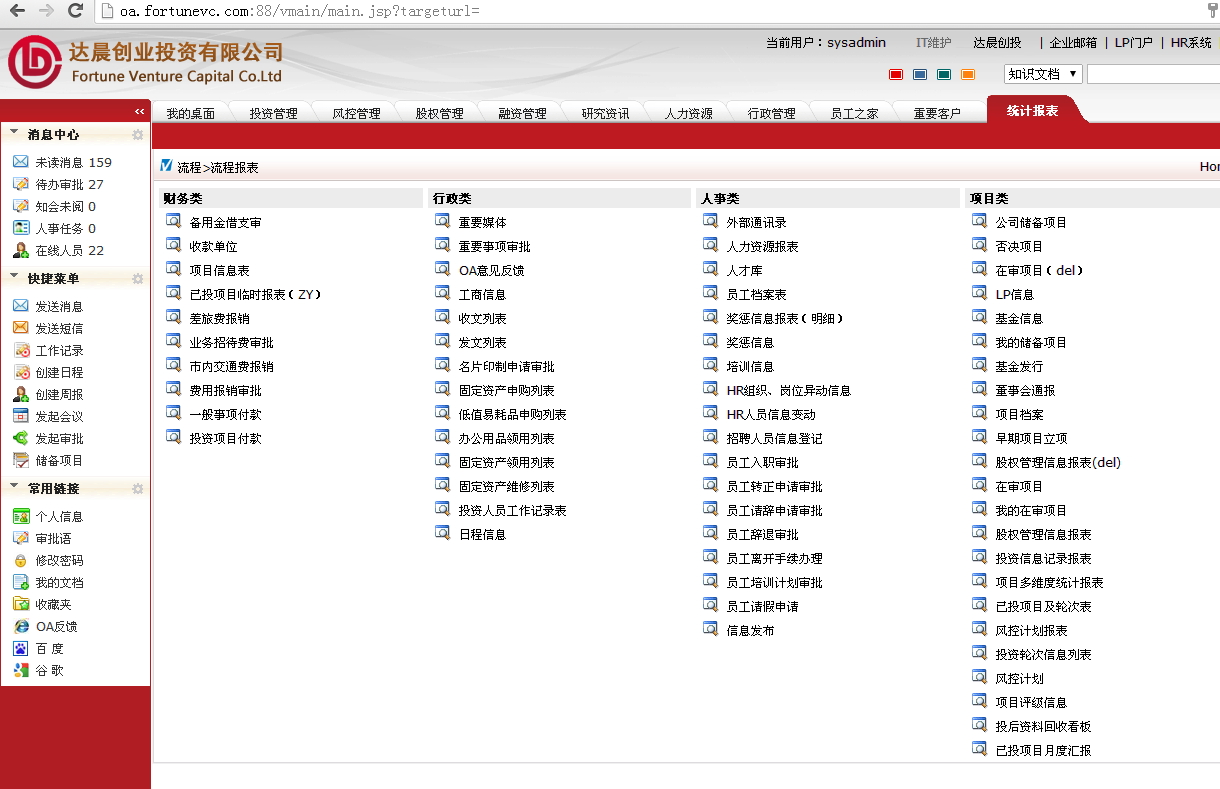 oa.fortunevc.com:88/vmain/main.jsp?targeturl=
达晨创业投资有限公司
Fortune Venture Capital Co.Ltd
当前用户：sysadmin IT维护 达晨创投 | 企业邮箱 | LP门户 | HR系统
知识文档
我的桌面 投资管理 风控管理 股权管理 融资管理 研究资讯 人力资源 行政管理 员工之家 重要客户 统计报表
消息中心
未读消息 159
待办审批 27
知会未阅 0
人事任务 0
在线人员 22
快捷菜单
发送消息
发送短信
工作记录
创建日程
创建周报
发起会议
发起审批
储备项目
常用链接
个人信息
审批语
修改密码
我的文档
收藏夹
OA反馈
百 度
谷 歌
流程>流程报表 Hor
财务类
备用金借支审
收款单位
项目信息表
已投项目临时报表（ZY）
差旅费报销
业务招待费审批
市内交通费报销
费用报销审批
一般事项付款
投资项目付款
行政类
重要媒体
重要事项审批
OA意见反馈
工商信息
收文列表
发文列表
名片印制申请审批
固定资产申购列表
低值易耗品申购列表
办公用品领用列表
固定资产领用列表
固定资产维修列表
投资人员工作记录表
日程信息
人事类
外部通讯录
人力资源报表
人才库
员工档案表
奖惩信息报表（明细）
奖惩信息
培训信息
HR组织、岗位异动信息
HR人员信息变动
招聘人员信息登记
员工入职审批
员工转正申请审批
员工请辞申请审批
员工辞退审批
员工离开手续办理
员工培训计划审批
员工请假申请
信息发布
项目类
公司储备项目
否决项目
在审项目（del）
LP信息
基金信息
我的储备项目
基金发行
董事会通报
项目档案
早期项目立项
股权管理信息报表(del)
在审项目
我的在审项目
股权管理信息报表
投资信息记录报表
项目多维度统计报表
已投项目及轮次表
风控计划报表
投资轮次信息列表
风控计划
项目评级信息
投后资料回收看板
已投项目月度汇报